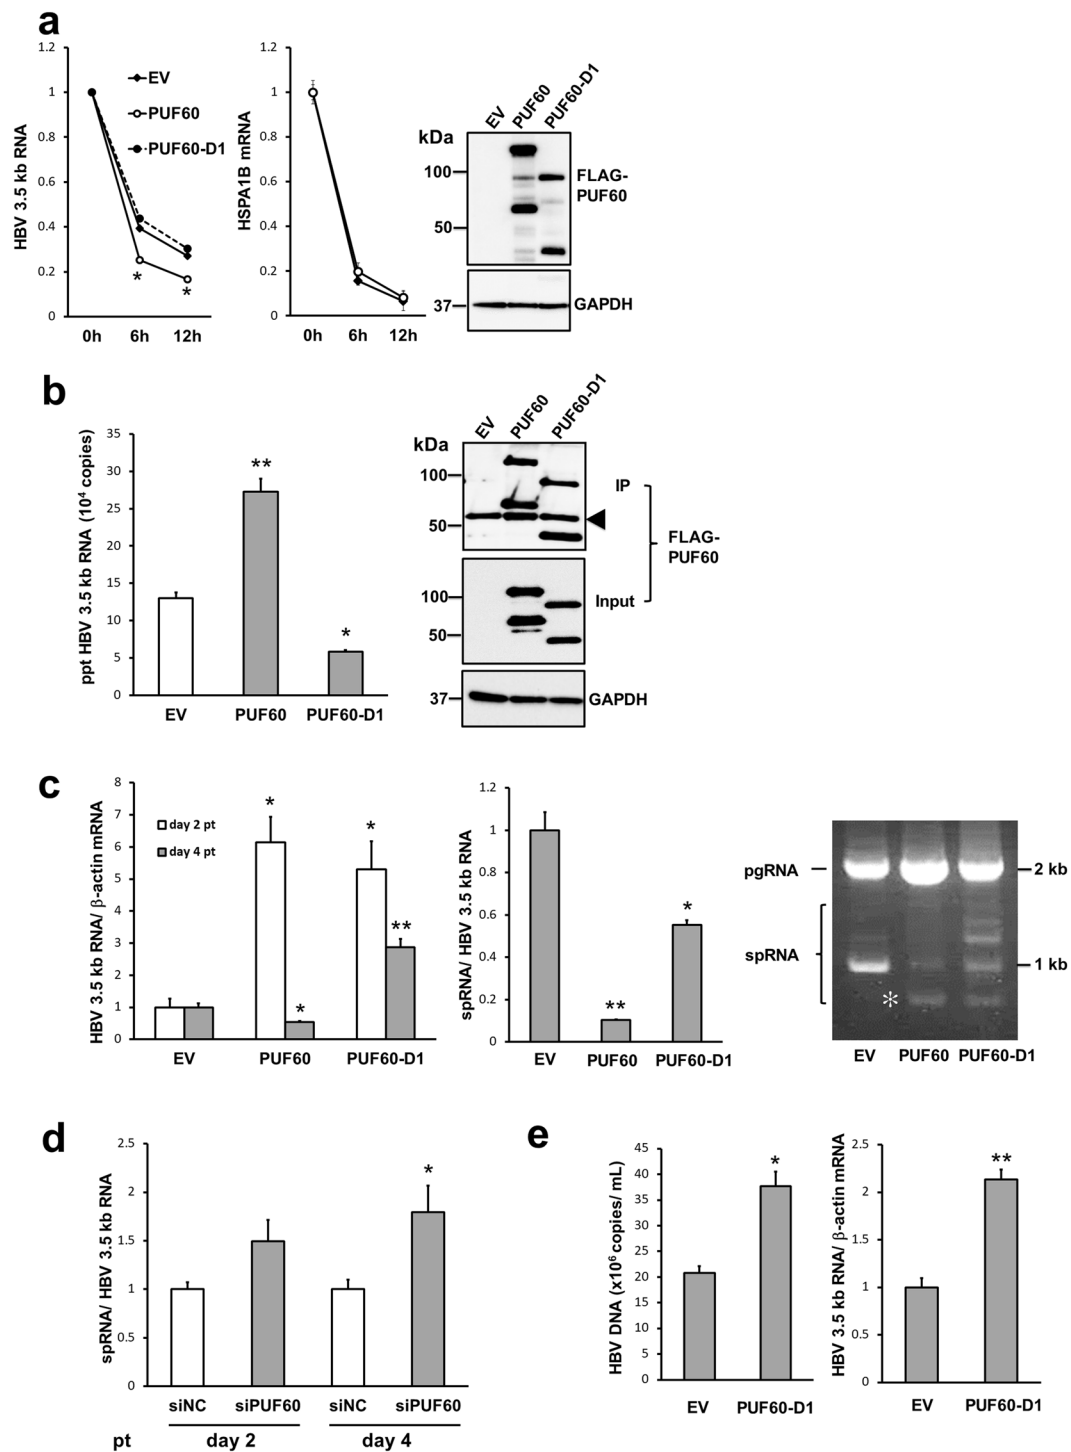 a
HBV 3.5 kb RNA
1.2
1
0.8
0.6
0.4
0.2
0
0h 6h 12h
EV
PUF60
PUF60-D1
*
*
HSPA1B mRNA
1.2
1
0.8
0.6
0.4
0.2
0
0h 6h 12h
EV PUF60 PUF60-D1
kDa
100
50
FLAG-
PUF60
37
GAPDH
b
ppt HBV 3.5 kb RNA (10⁴ copies)
35
30
25
20
15
10
5
0
**
*
EV PUF60 PUF60-D1
EV PUF60 PUF60-D1
kDa
100
50
IP
FLAG-
PUF60
100
50
Input
37
GAPDH
c
HBV 3.5 kb RNA/ β-actin mRNA
8
7
6
5
4
3
2
1
0
day 2 pt
day 4 pt
*
*
*
**
EV PUF60 PUF60-D1
spRNA/ HBV 3.5 kb RNA
1.2
1
0.8
0.6
0.4
0.2
0
**
*
EV PUF60 PUF60-D1
pgRNA
2 kb
spRNA
1 kb
*
EV PUF60 PUF60-D1
d
spRNA/ HBV 3.5 kb RNA
2.5
2
1.5
1
0.5
0
*
siNC siPUF60 siNC siPUF60
pt day 2 day 4
e
HBV DNA (x10⁶ copies/ mL)
45
40
35
30
25
20
15
10
5
0
*
EV PUF60-D1
HBV 3.5 kb RNA/ β-actin mRNA
2.5
2
1.5
1
0.5
0
**
EV PUF60-D1